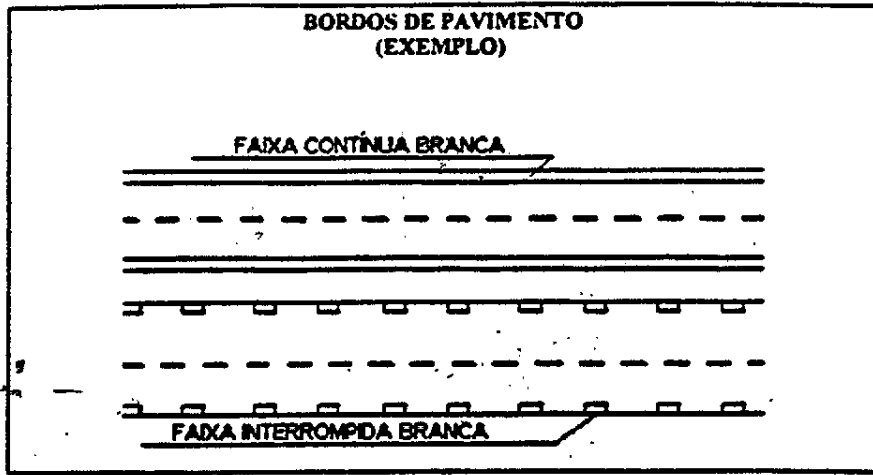 BORDOS DE PAVIMENTO
(EXEMPLO)
FAIXA CONTÍNUA BRANCA
FAIXA INTERROMPIDA BRANCA